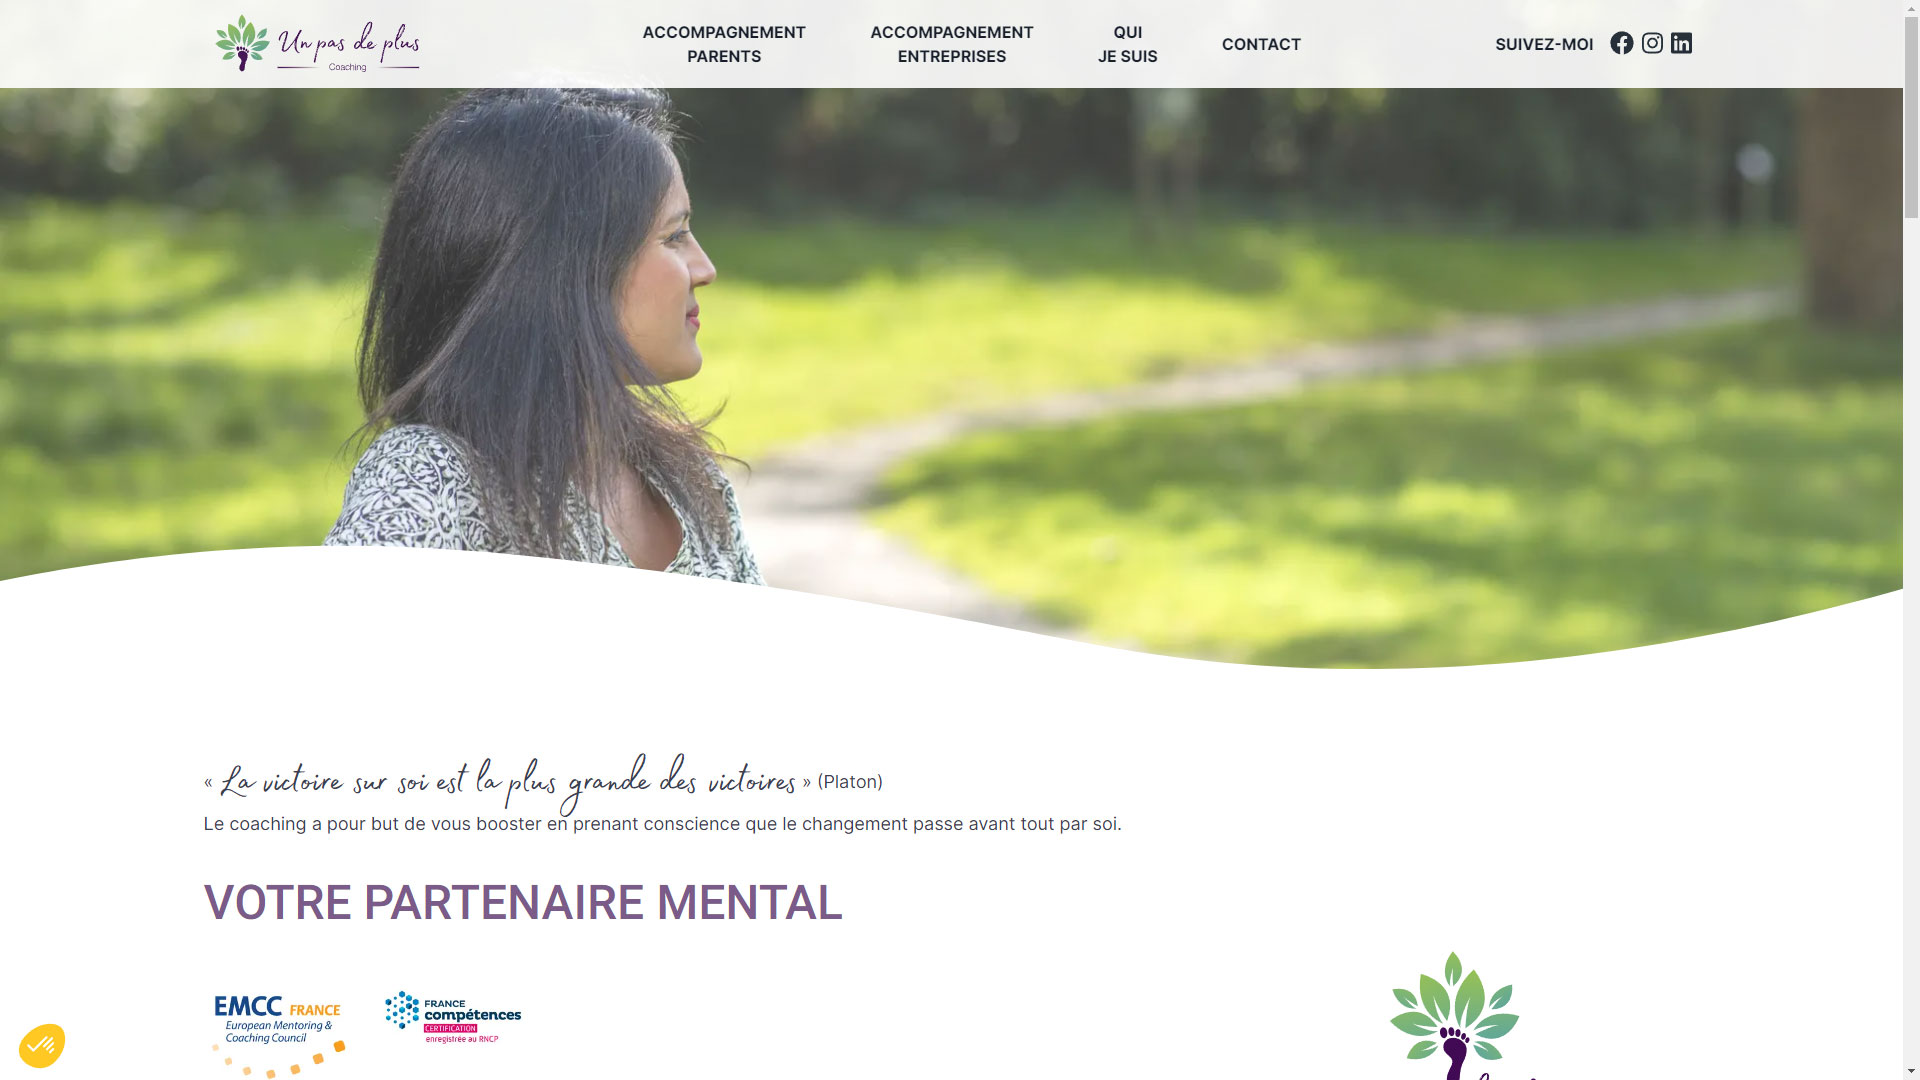 Un pas de plus
Coaching
ACCOMPAGNEMENT
PARENTS
ACCOMPAGNEMENT
ENTREPRISES
QUI
JE SUIS
CONTACT
SUIVEZ-MOI
« La victoire sur soi est la plus grande des victoires » (Platon)
Le coaching a pour but de vous booster en prenant conscience que le changement passe avant tout par soi.
VOTRE PARTENAIRE MENTAL
EMCC FRANCE
European Mentoring &
Coaching Council
FRANCE
compétences
CERTIFICATION
enregistrée au RNCP